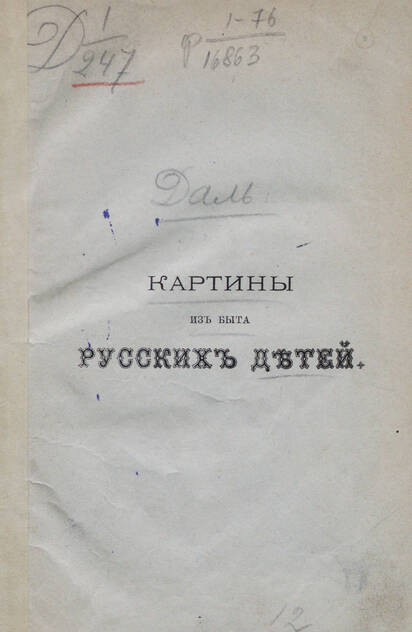 Д 1/247
1-76
Р 16863
Даль
КАРТИНЫ
ИЗЪ БЫТА
РУССКИХЪ ДѢТЕЙ.
12